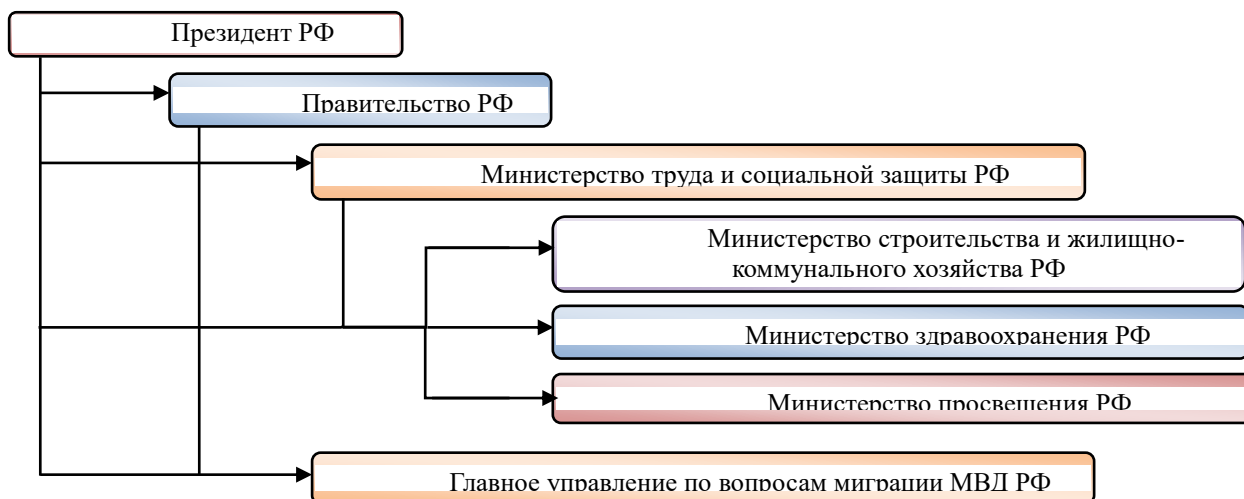 Президент РФ
Правительство РФ
Министерство труда и социальной защиты РФ
Министерство строительства и жилищно-
коммунального хозяйства РФ
Министерство здравоохранения РФ
Министерство просвещения РФ
Главное управление по вопросам миграции МВД РФ